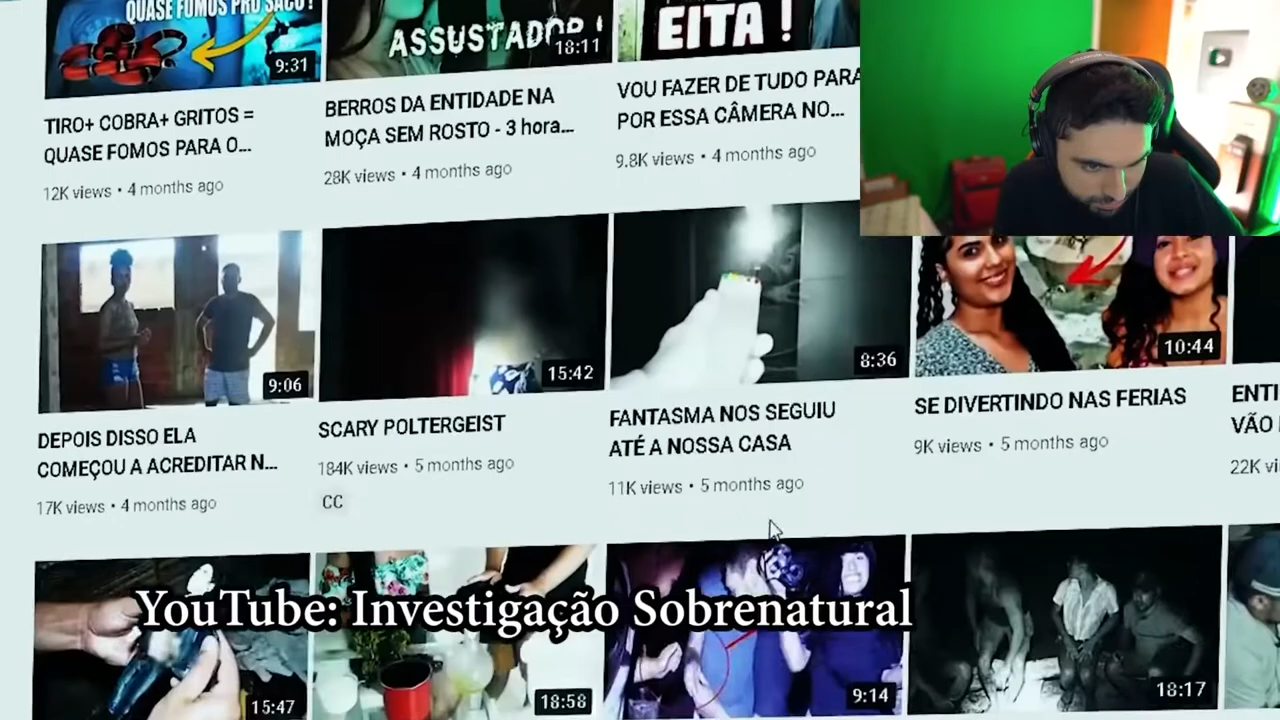 QUASE FOMOS PRO SACO !
9:31
ASSUSTADOR !
18:11
EITA !
TIRO+ COBRA+ GRITOS =
QUASE FOMOS PARA O...
12K views • 4 months ago
BERROS DA ENTIDADE NA
MOÇA SEM ROSTO - 3 hora...
28K views • 4 months ago
VOU FAZER DE TUDO PARA
POR ESSA CÂMERA NO...
9.8K views • 4 months ago
9:06
15:42
8:36
10:44
DEPOIS DISSO ELA
COMEÇOU A ACREDITAR N...
17K views • 4 months ago
SCARY POLTERGEIST
184K views • 5 months ago
CC
FANTASMA NOS SEGUIU
ATÉ A NOSSA CASA
11K views • 5 months ago
SE DIVERTINDO NAS FERIAS
9K views • 5 months ago
ENTI
VÃO
22K vi
YouTube: Investigação Sobrenatural
15:47
18:58
9:14
18:17